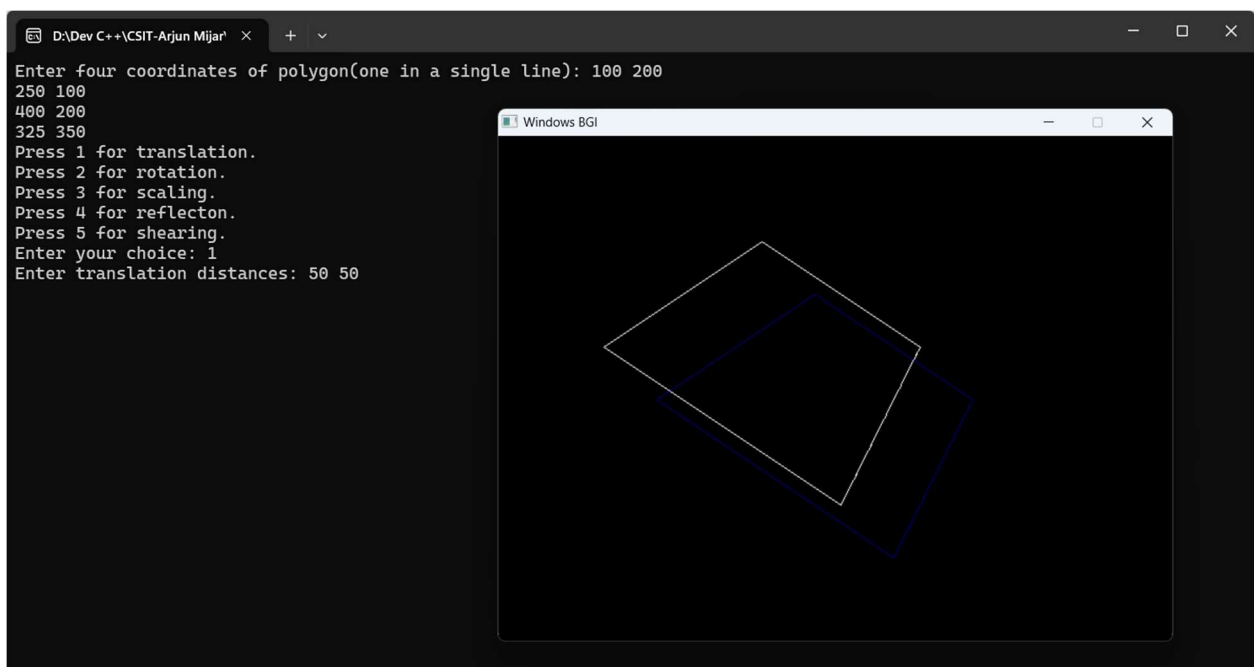 D:\Dev C++\CSIT-Arjun Mijar\
Enter four coordinates of polygon(one in a single line): 100 200
250 100
400 200
325 350
Press 1 for translation.
Press 2 for rotation.
Press 3 for scaling.
Press 4 for reflecton.
Press 5 for shearing.
Enter your choice: 1
Enter translation distances: 50 50
Windows BGI